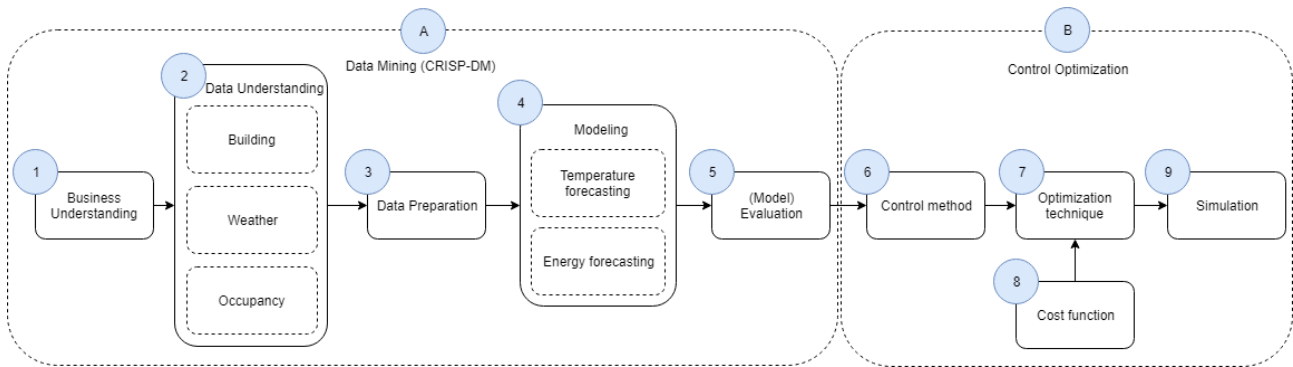 A
Data Mining (CRISP-DM)
1
Business
Understanding
2
Data Understanding
Building
Weather
Occupancy
3
Data Preparation
4
Modeling
Temperature
forecasting
Energy forecasting
5
(Model)
Evaluation
B
Control Optimization
6
Control method
7
Optimization
technique
8
Cost function
9
Simulation